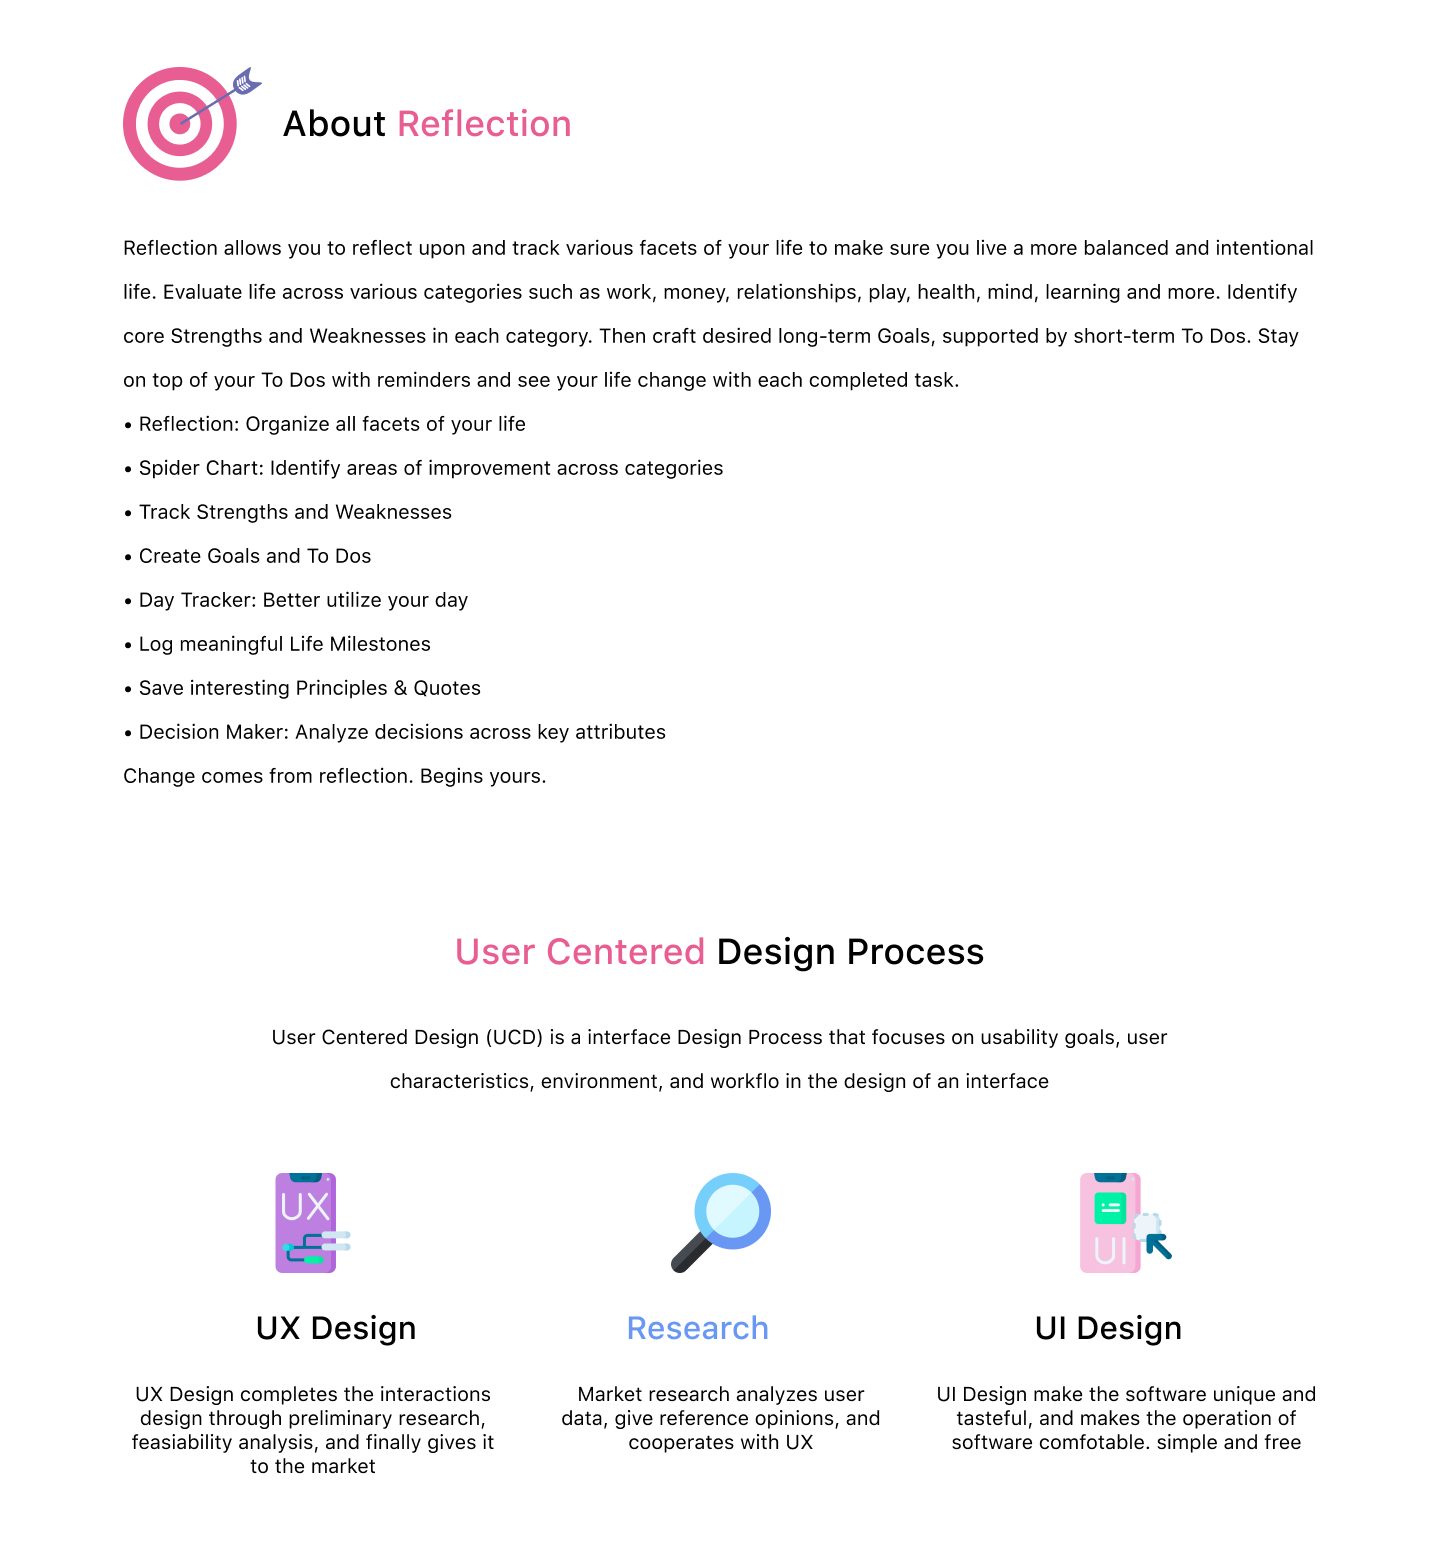 About Reflection
Reflection allows you to reflect upon and track various facets of your life to make sure you live a more balanced and intentional
life. Evaluate life across various categories such as work, money, relationships, play, health, mind, learning and more. Identify
core Strengths and Weaknesses in each category. Then craft desired long-term Goals, supported by short-term To Dos. Stay
on top of your To Dos with reminders and see your life change with each completed task.
• Reflection: Organize all facets of your life
• Spider Chart: Identify areas of improvement across categories
• Track Strengths and Weaknesses
• Create Goals and To Dos
• Day Tracker: Better utilize your day
• Log meaningful Life Milestones
• Save interesting Principles & Quotes
• Decision Maker: Analyze decisions across key attributes
Change comes from reflection. Begins yours.
User Centered Design Process
User Centered Design (UCD) is a interface Design Process that focuses on usability goals, user
characteristics, environment, and workflo in the design of an interface
UX
UX Design
UX Design completes the interactions
design through preliminary research,
feasiability analysis, and finally gives it
to the market
Research
Market research analyzes user
data, give reference opinions, and
cooperates with UX
UI
UI Design
UI Design make the software unique and
tasteful, and makes the operation of
software comfotable. simple and free